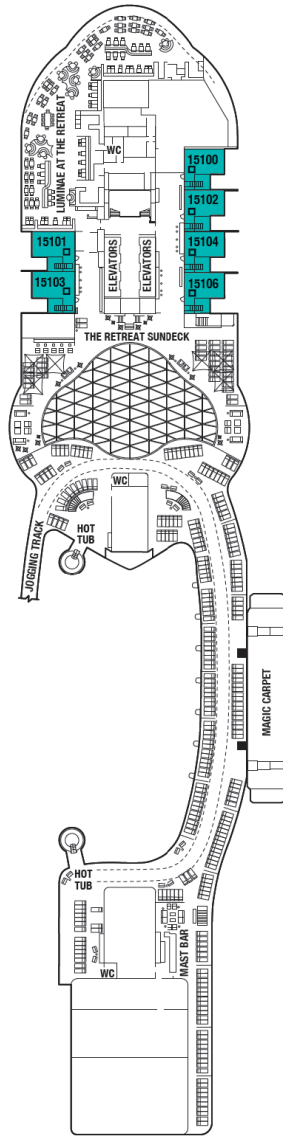 WC
LUMINAE AT THE RETREAT
15100
15102
15101
15104
15103
15106
ELEVATORS
ELEVATORS
THE RETREAT SUNDECK
WC
JOGGING TRACK
HOT
TUB
MAGIC CARPET
HOT
TUB
MAST BAR
WC